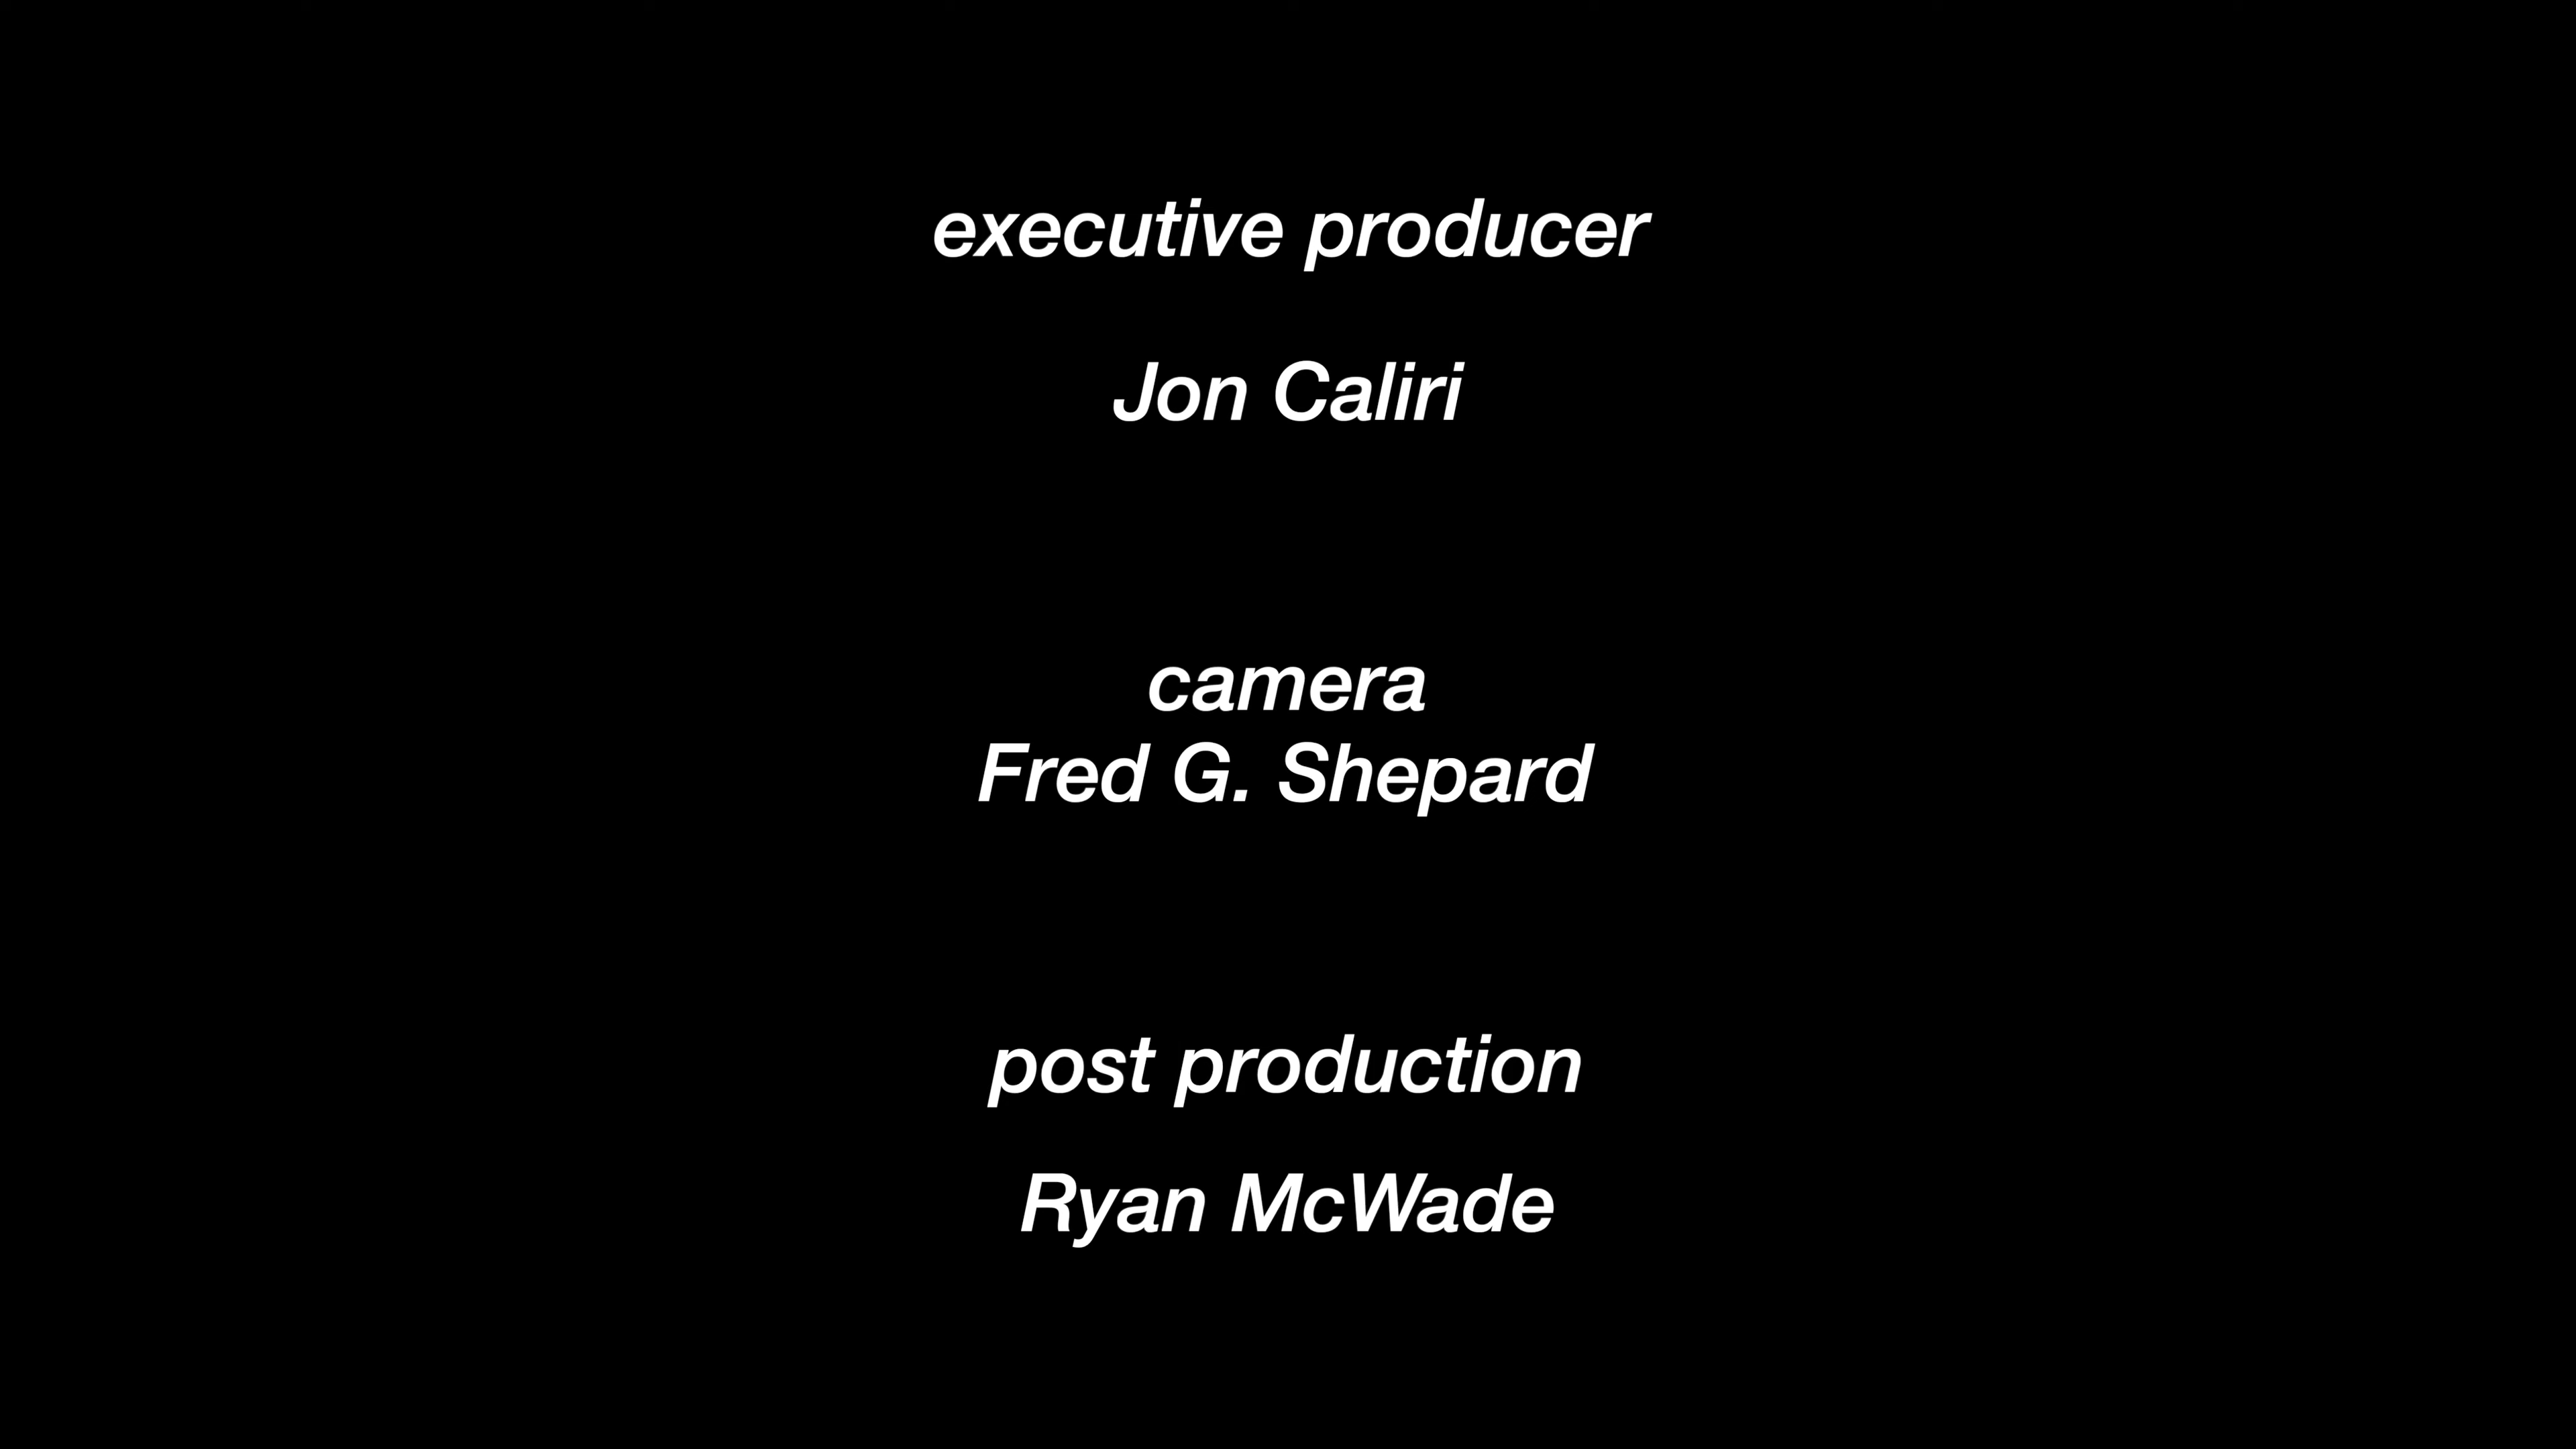 executive producer
Jon Caliri
camera
Fred G. Shepard
post production
Ryan McWade